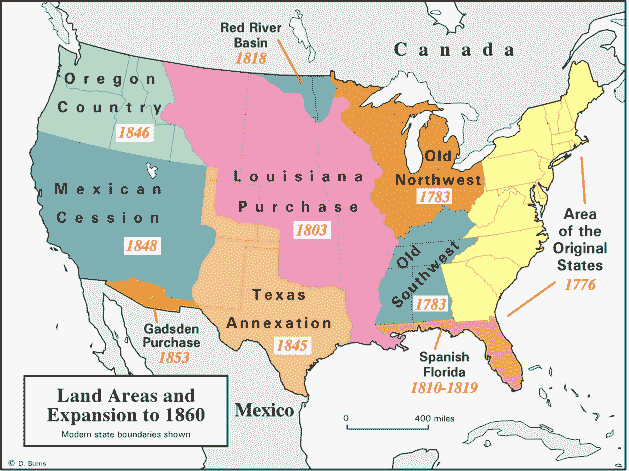 Red River
Basin
1818
Canada
Oregon
Country
1846
Old
Northwest
1783
Louisiana
Purchase
1803
Mexican
Cession
1848
Area
of the
Original
States
1776
Old
Southwest
1783
Texas
Annexation
1845
Gadsden
Purchase
1853
Spanish
Florida
1810-1819
Land Areas and
Expansion to 1860
Modern state boundaries shown
Mexico
0 400 miles
© D. Burns